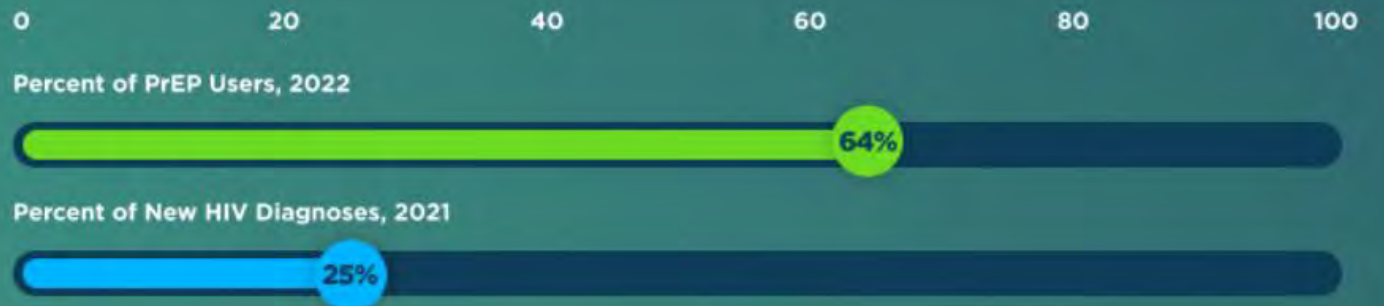 0 20 40 60 80 100
Percent of PrEP Users, 2022
64%
Percent of New HIV Diagnoses, 2021
25%